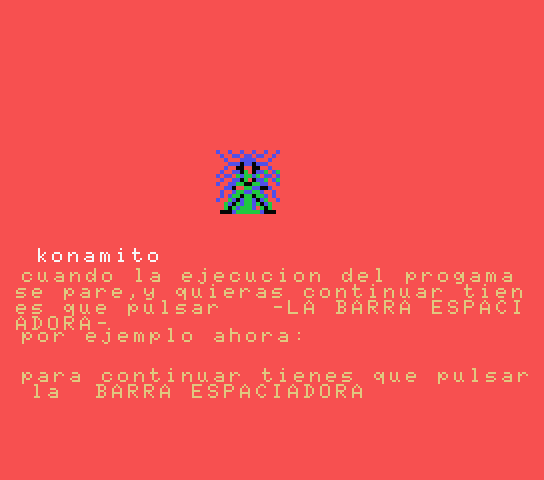 konamito
cuando la ejecucion del progama
se pare,y quieras continuar tien
es que pulsar -LA BARRA ESPACI
ADORA-
por ejemplo ahora:
para continuar tienes que pulsar
la BARRA ESPACIADORA